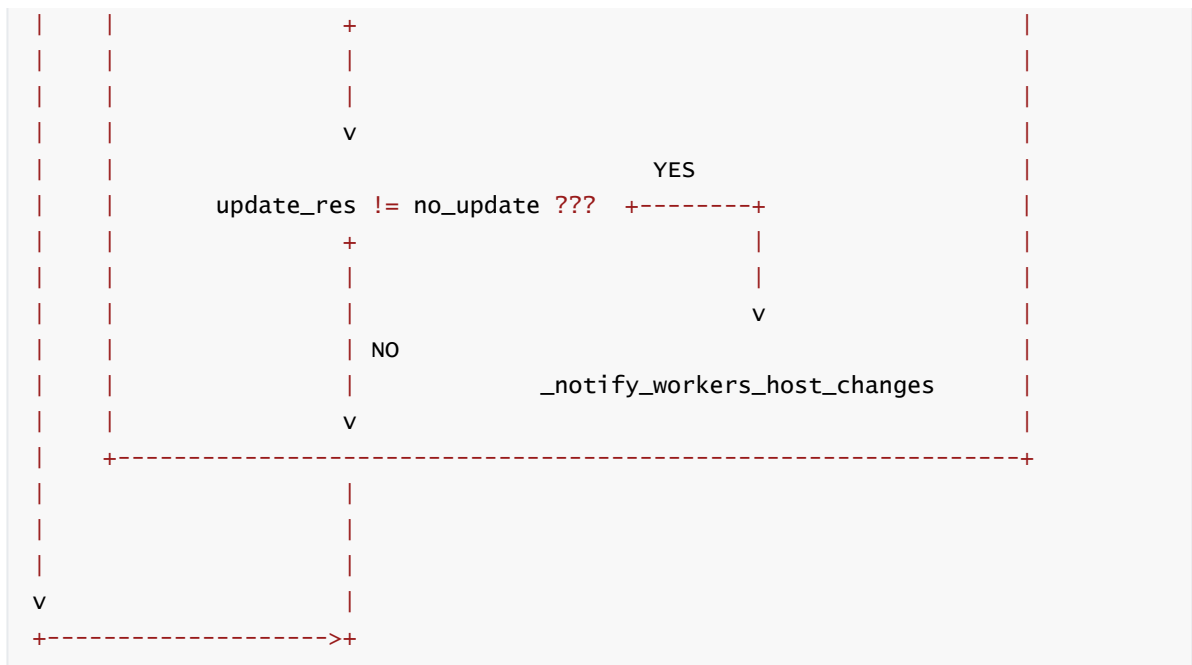 |    |                +                                               |
|    |                |                                               |
|    |                |                                               |
|    |                v                                               |
|    |                                     YES                        |
|    |       update_res != no_update ???  +--------+                  |
|    |                +                            |                  |
|    |                |                            |                  |
|    |                |                            v                  |
|    |                | NO                                            |
|    |                |             _notify_workers_host_changes      |
|    |                v                                               |
|    +----------------------------------------------------------------+
|                     |
|                     |
|                     |
v                     |
+-------------------->+